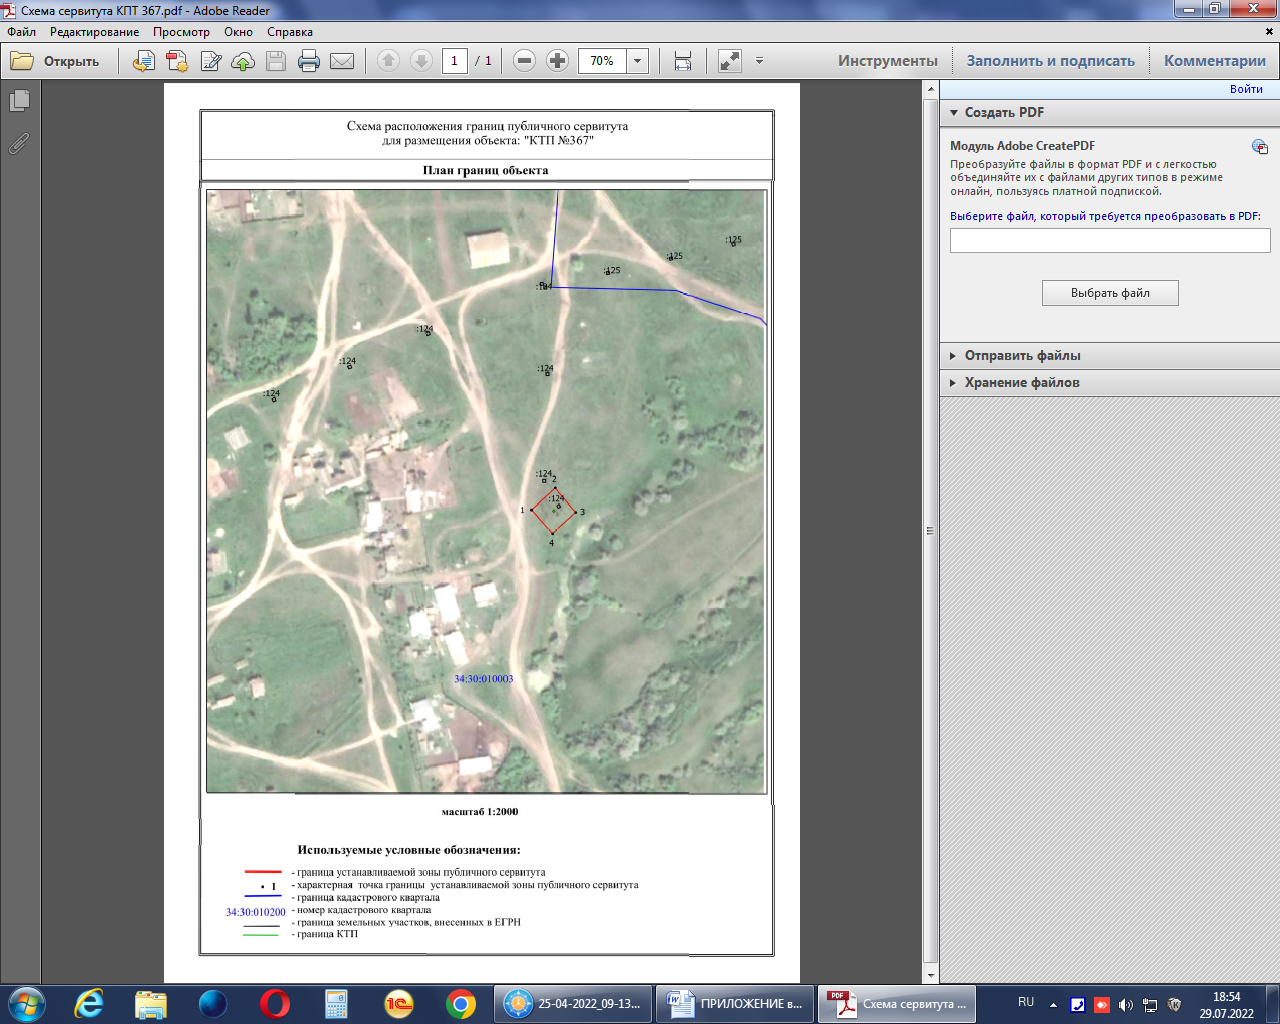 Схема сервитута КПТ 367.pdf - Adobe Reader
Файл Редактирование Просмотр Окно Справка
Открыть 1 / 1 70% Инструменты Заполнить и подписать Комментарии
Войти
Создать PDF
Модуль Adobe CreatePDF
Преобразуйте файлы в формат PDF и с легкостью
объединяйте их с файлами других типов в режиме
онлайн, пользуясь платной подпиской.
Выберите файл, который требуется преобразовать в PDF:
Выбрать файл
Отправить файлы
Хранение файлов
Схема расположения границ публичного сервитута
для размещения объекта: "КТП №367"
План границ объекта
:125
:125
:125
:124
:124
:124
:124
:124
:124
2
:124
1
3
4
34:30:010003
масштаб 1:2000
Используемые условные обозначения:
- граница устанавливаемой зоны публичного сервитута
1 - характерная точка границы устанавливаемой зоны публичного сервитута
- граница кадастрового квартала
34:30:010200 - номер кадастрового квартала
- граница земельных участков, внесенных в ЕГРН
- граница КТП
25-04-2022_09-13... ПРИЛОЖЕНИЕ в... Схема сервитута ... RU 18:54
29.07.2022